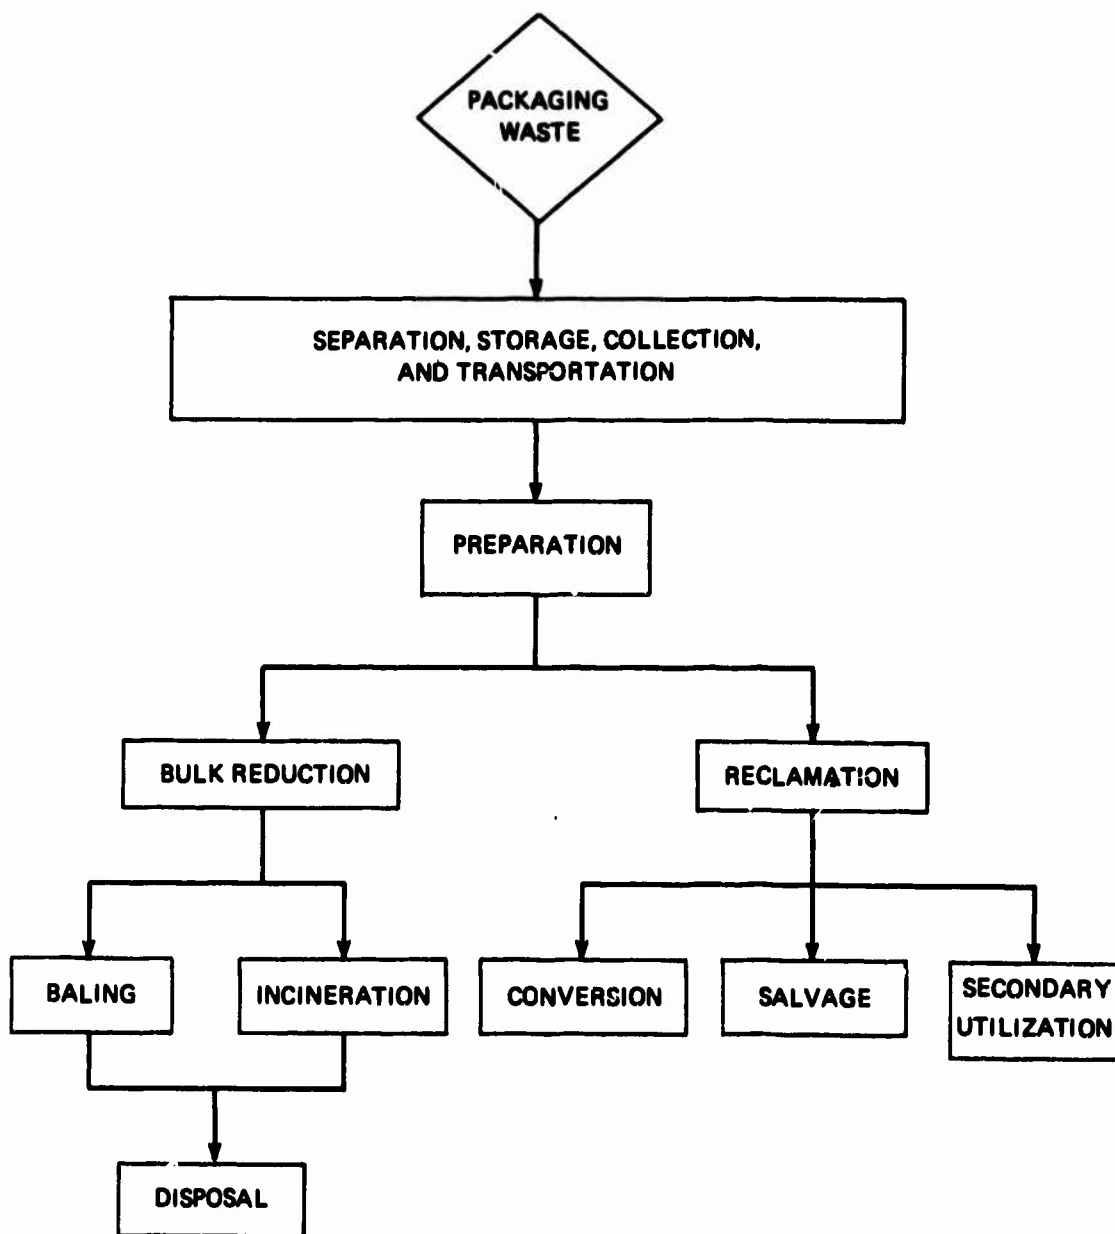 PACKAGING
WASTE
SEPARATION, STORAGE, COLLECTION,
AND TRANSPORTATION
PREPARATION
BULK REDUCTION
RECLAMATION
BALING
INCINERATION
CONVERSION
SALVAGE
SECONDARY
UTILIZATION
DISPOSAL